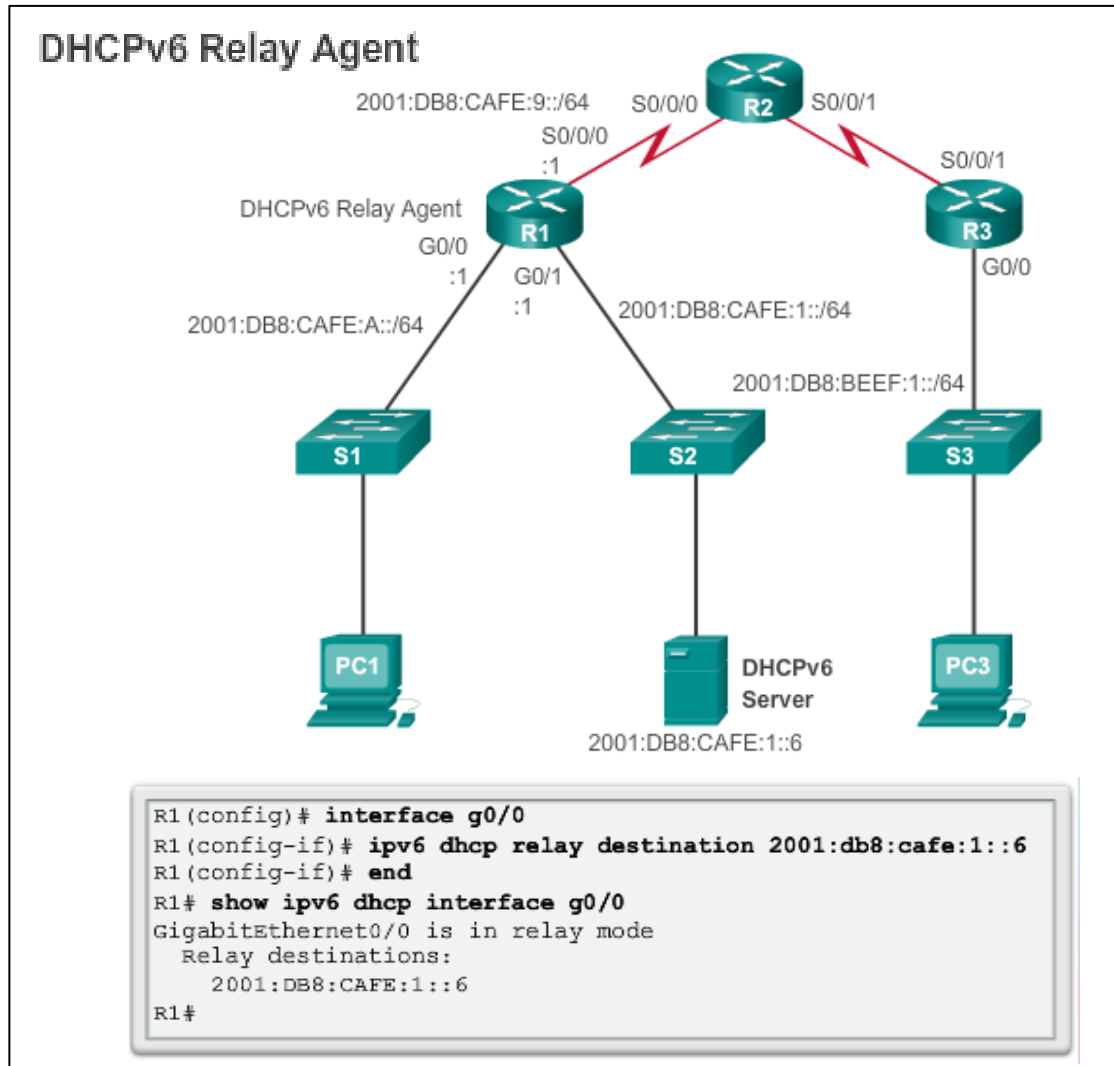 DHCPv6 Relay Agent
2001:DB8:CAFE:9::/64
S0/0/0
R2
S0/0/1
S0/0/0
:1
S0/0/1
DHCPv6 Relay Agent
R1
R3
G0/0
:1
G0/1
:1
G0/0
2001:DB8:CAFE:A::/64
2001:DB8:CAFE:1::/64
2001:DB8:BEEF:1::/64
S1
S2
S3
PC1
DHCPv6
Server
PC3
2001:DB8:CAFE:1::6
R1(config)# interface g0/0
R1(config-if)# ipv6 dhcp relay destination 2001:db8:cafe:1::6
R1(config-if)# end
R1# show ipv6 dhcp interface g0/0
GigabitEthernet0/0 is in relay mode
Relay destinations:
2001:DB8:CAFE:1::6
R1#